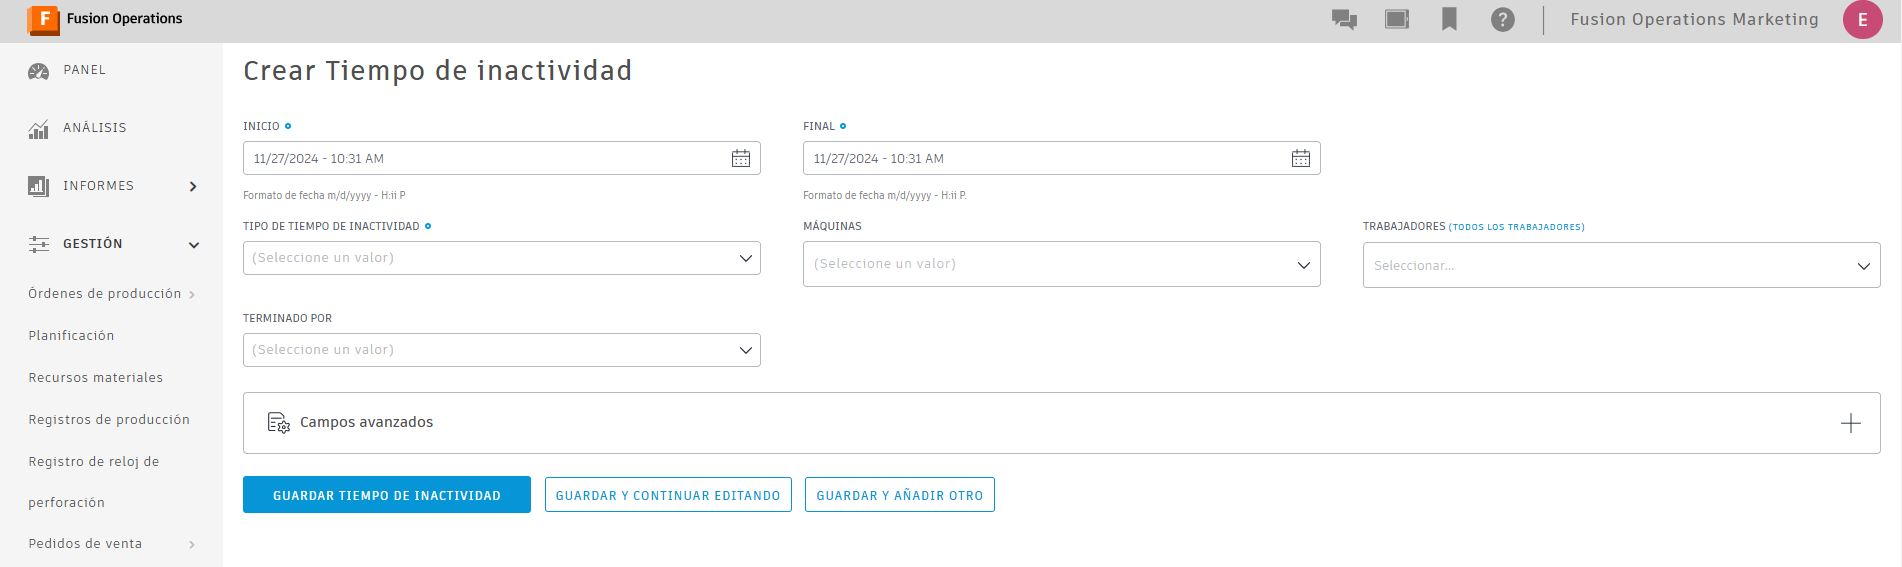 F Fusion Operations
? Fusion Operations Marketing E
PANEL
ANÁLISIS
INFORMES
GESTIÓN
Órdenes de producción
Planificación
Recursos materiales
Registros de producción
Registro de reloj de
perforación
Pedidos de venta
Crear Tiempo de inactividad
INICIO
11/27/2024 - 10:31 AM
Formato de fecha m/d/yyyy - H:ii P
FINAL
11/27/2024 - 10:31 AM
Formato de fecha m/d/yyyy - H:ii P.
TIPO DE TIEMPO DE INACTIVIDAD
(Seleccione un valor)
MÁQUINAS
(Seleccione un valor)
TRABAJADORES (TODOS LOS TRABAJADORES)
Seleccionar...
TERMINADO POR
(Seleccione un valor)
Campos avanzados
GUARDAR TIEMPO DE INACTIVIDAD
GUARDAR Y CONTINUAR EDITANDO
GUARDAR Y AÑADIR OTRO